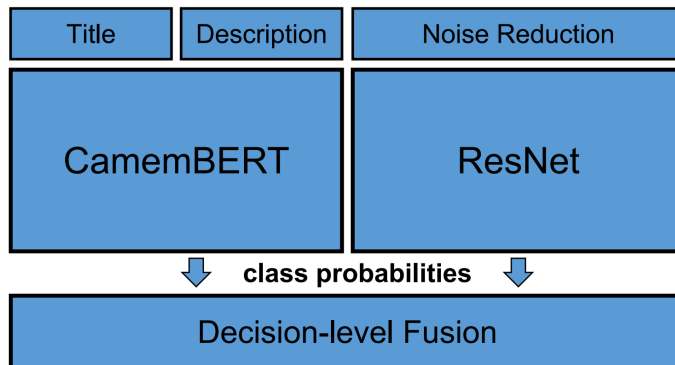 Title Description Noise Reduction
CamemBERT ResNet
class probabilities
Decision-level Fusion